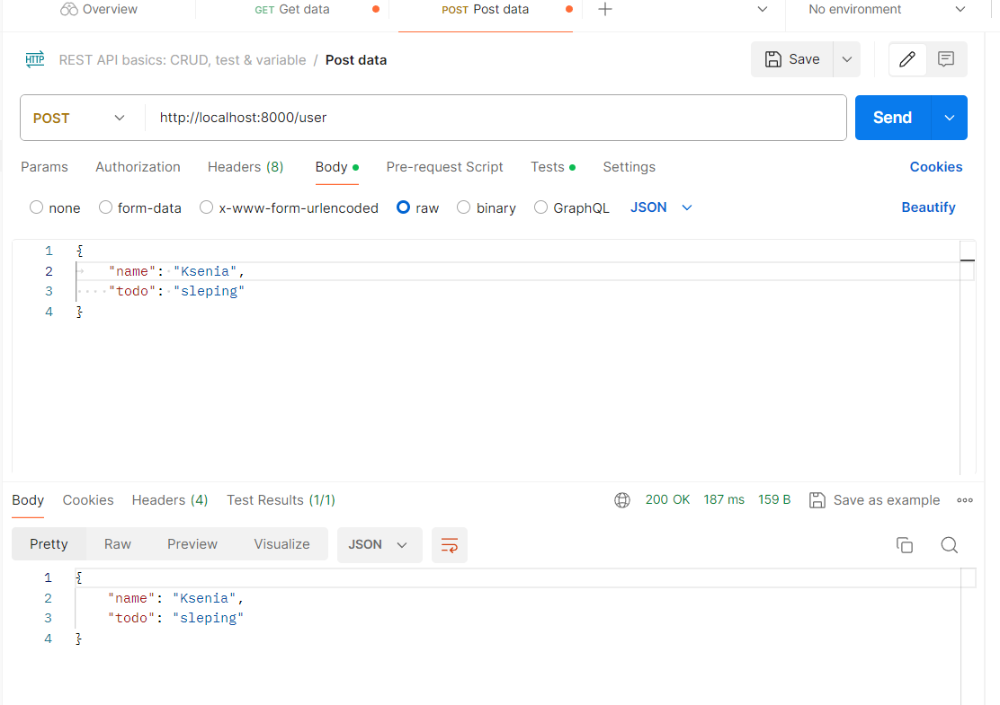 Overview GET Get data POST Post data No environment
HTTP REST API basics: CRUD, test & variable / Post data Save
POST http://localhost:8000/user Send
Params Authorization Headers (8) Body Pre-request Script Tests Settings Cookies
none form-data x-www-form-urlencoded raw binary GraphQL JSON Beautify
1 {
2 "name": "Ksenia",
3 "todo": "sleping"
4 }
Body Cookies Headers (4) Test Results (1/1) 200 OK 187 ms 159 B Save as example
Pretty Raw Preview Visualize JSON
1 {
2 "name": "Ksenia",
3 "todo": "sleping"
4 }